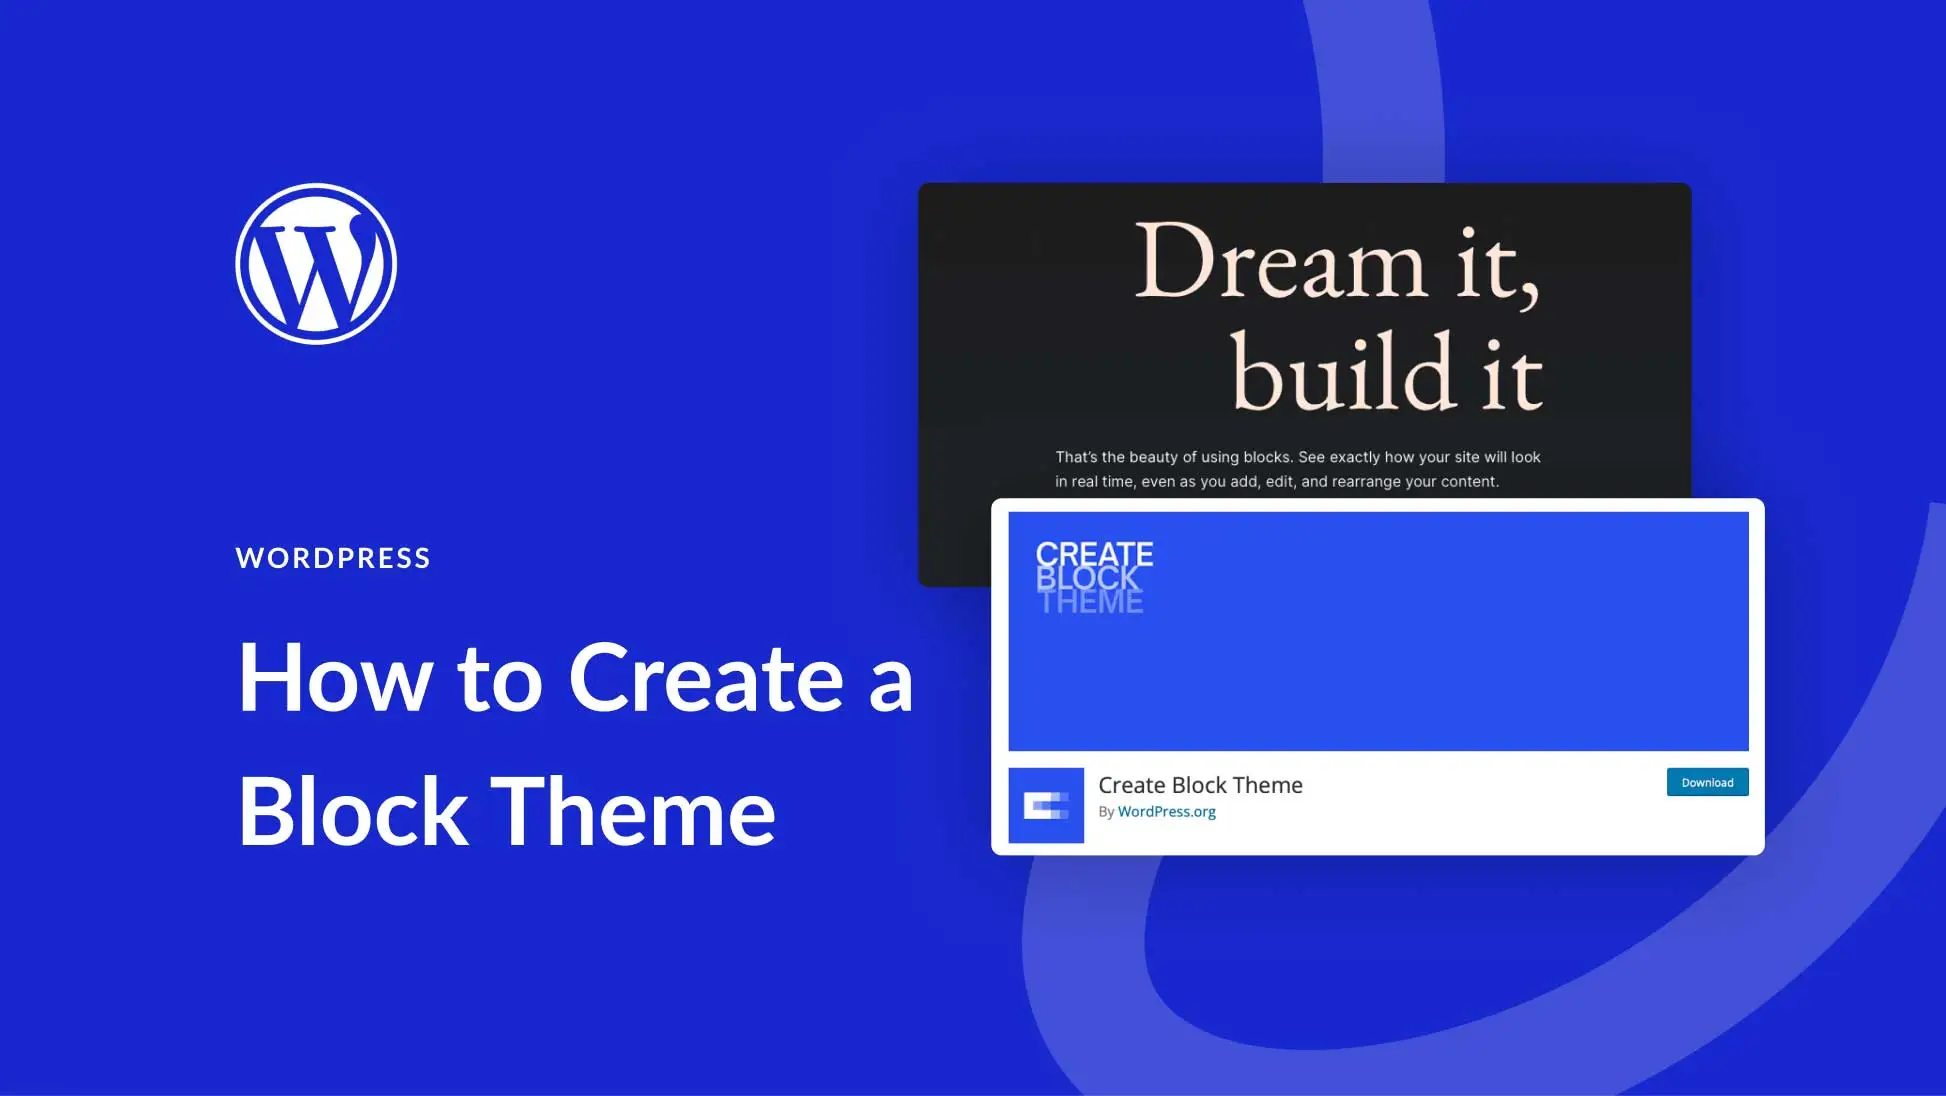 WORDPRESS
How to Create a
Block Theme
Dream it,
build it
That's the beauty of using blocks. See exactly how your site will look
in real time, even as you add, edit, and rearrange your content.
CREATE
BLOCK
THEME
Create Block Theme
By WordPress.org
Download